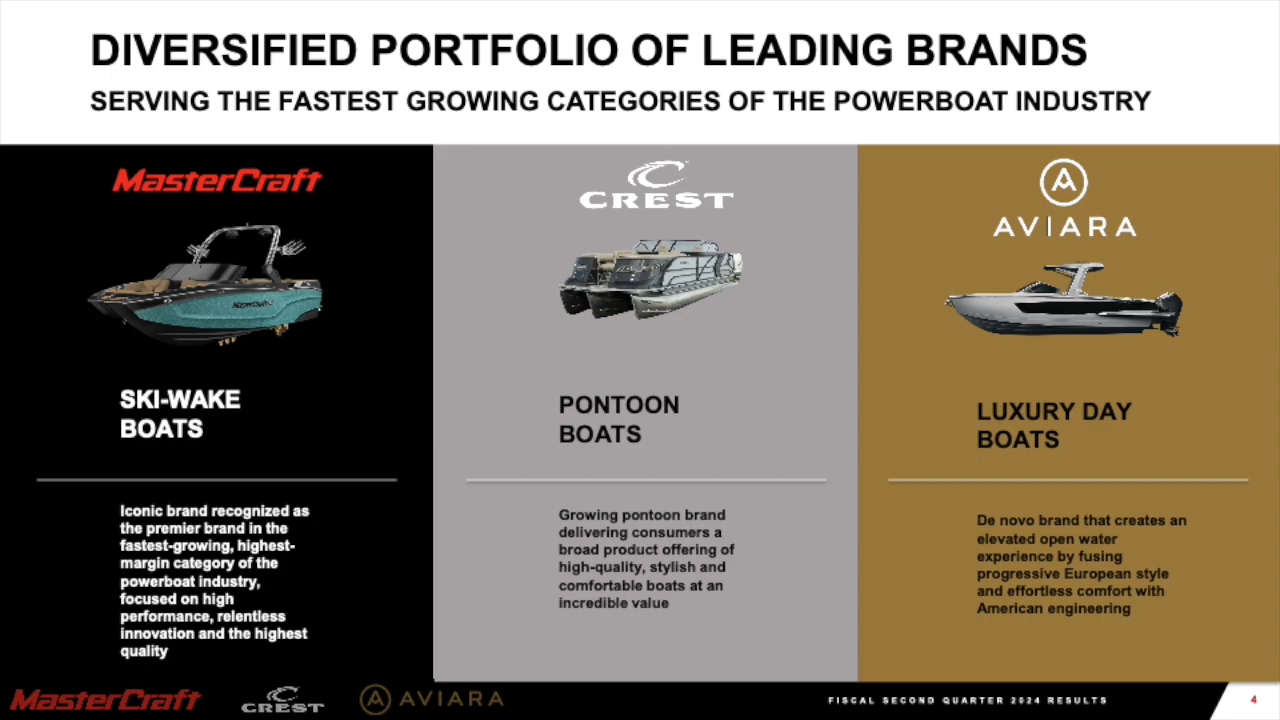 DIVERSIFIED PORTFOLIO OF LEADING BRANDS
SERVING THE FASTEST GROWING CATEGORIES OF THE POWERBOAT INDUSTRY
MasterCraft
MasterCraft
SKI-WAKE
BOATS
Iconic brand recognized as
the premier brand in the
fastest-growing, highest-
margin category of the
powerboat industry,
focused on high
performance, relentless
innovation and the highest
quality
CREST
PONTOON
BOATS
Growing pontoon brand
delivering consumers a
broad product offering of
high-quality, stylish and
comfortable boats at an
incredible value
AVIARA
LUXURY DAY
BOATS
De novo brand that creates an
elevated open water
experience by fusing
progressive European style
and effortless comfort with
American engineering
MasterCraft
CREST
AVIARA
FISCAL SECOND QUARTER 2024 RESULTS
4